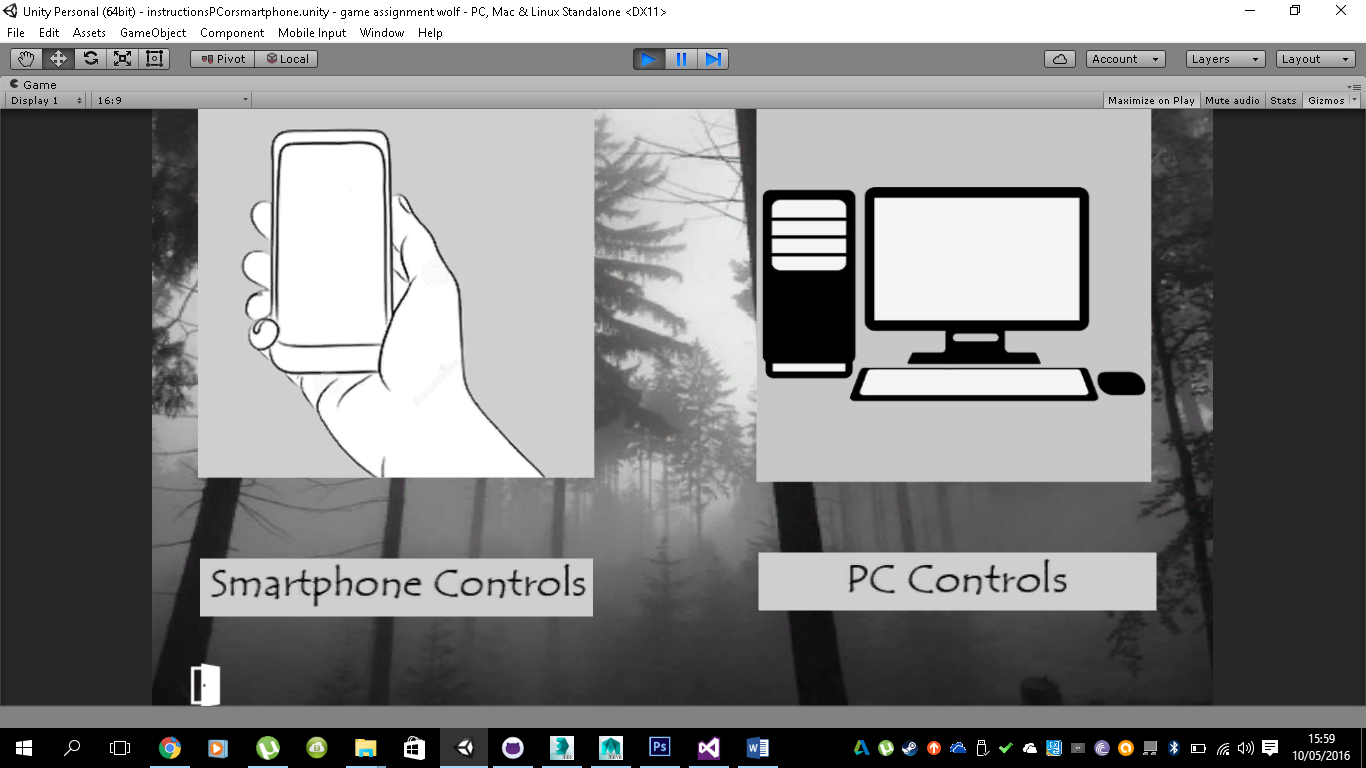 Unity Personal (64bit) - instructionsPCorsmartphone.unity - game assignment wolf - PC, Mac & Linux Standalone <DX11>
File Edit Assets GameObject Component Mobile Input Window Help
Pivot Local Account Layers Layout
Game
Display 1 16:9 Maximize on Play Mute audio Stats Gizmos
Smartphone Controls
PC Controls
Ps
15:59
10/05/2016